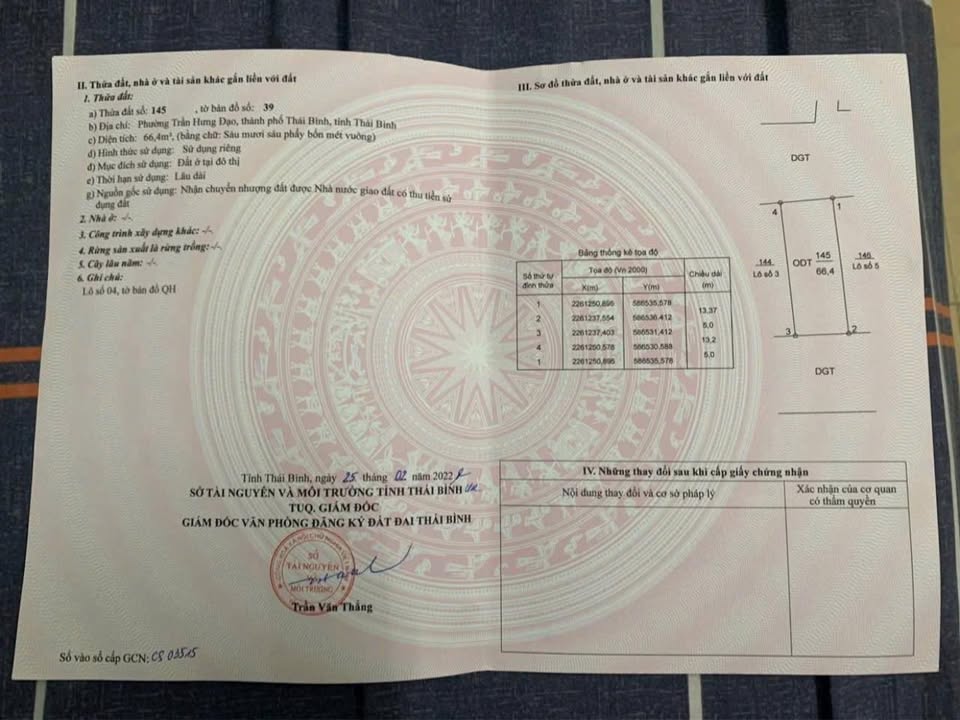 II. Thửa đất, nhà ở và tài sản khác gắn liền với đất
1. Thửa đất:
a) Thửa đất số: 145 , tờ bản đồ số: 39
b) Địa chỉ: Phường Trần Hưng Đạo, thành phố Thái Bình, tỉnh Thái Bình
c) Diện tích: 66,4m², (bằng chữ: Sáu mươi sáu phẩy bốn mét vuông)
d) Hình thức sử dụng: Sử dụng riêng
đ) Mục đích sử dụng: Đất ở tại đô thị
e) Thời hạn sử dụng: Lâu dài
g) Nguồn gốc sử dụng: Nhận chuyển nhượng đất được Nhà nước giao đất có thu tiền sử
dụng đất
2. Nhà ở: -/-
3. Công trình xây dựng khác: -/-
4. Rừng sản xuất là rừng trồng: -/-
5. Cây lâu năm: -/-
6. Ghi chú:
Lô số 04, tờ bản đồ QH
Tỉnh Thái Bình, ngày 25 tháng 02 năm 2022
SỞ TÀI NGUYÊN VÀ MÔI TRƯỜNG TỈNH THÁI BÌNH
TUQ. GIÁM ĐỐC
GIÁM ĐỐC VĂN PHÒNG ĐĂNG KÝ ĐẤT ĐAI THÁI BÌNH
SỞ
TÀI NGUYÊN
MÔI TRƯỜNG
Trần Văn Thắng
Số vào sổ cấp GCN: CS 03515
III. Sơ đồ thửa đất, nhà ở và tài sản khác gắn liền với đất
DGT
4 1
144
Lô số 3
ODT 145
66,4
146
Lô số 5
3 2
DGT
Bảng thống kê tọa độ
Số thứ tự
đỉnh thửa
Tọa độ (Vn 2000)
Chiều dài
(m)
X(m) Y(m)
1 2261250,896 586535,578
13,37
2 2261237,554 586536,412
5,0
3 2261237,403 586531,412
13,2
4 2261250,578 586530,588
5,0
1 2261250,896 586535,578
IV. Những thay đổi sau khi cấp giấy chứng nhận
Nội dung thay đổi và cơ sở pháp lý
Xác nhận của cơ quan
có thẩm quyền